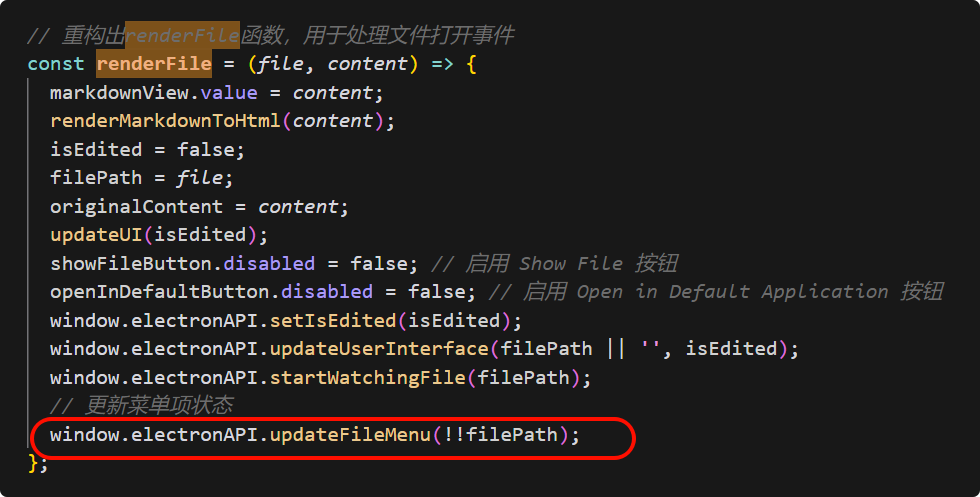 // 重构出renderFile函数，用于处理文件打开事件
const renderFile = (file, content) => {
  markdownView.value = content;
  renderMarkdownToHtml(content);
  isEdited = false;
  filePath = file;
  originalContent = content;
  updateUI(isEdited);
  showFileButton.disabled = false; // 启用 Show File 按钮
  openInDefaultButton.disabled = false; // 启用 Open in Default Application 按钮
  window.electronAPI.setIsEdited(isEdited);
  window.electronAPI.updateUserInterface(filePath || '', isEdited);
  window.electronAPI.startWatchingFile(filePath);
  // 更新菜单项状态
  window.electronAPI.updateFileMenu(!!filePath);
};